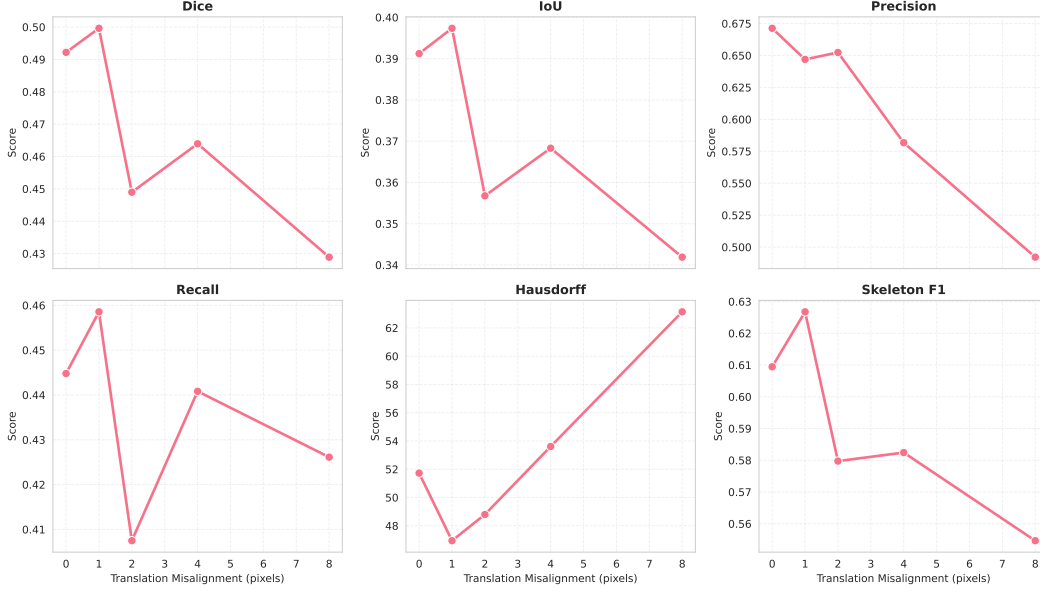 Dice
IoU
Precision
Score
0.50
0.49
0.48
0.47
0.46
0.45
0.44
0.43
Score
0.40
0.39
0.38
0.37
0.36
0.35
0.34
Score
0.675
0.650
0.625
0.600
0.575
0.550
0.525
0.500
Recall
Hausdorff
Skeleton F1
Score
0.46
0.45
0.44
0.43
0.42
0.41
0 1 2 3 4 5 6 7 8
Translation Misalignment (pixels)
Score
62
60
58
56
54
52
50
48
0 1 2 3 4 5 6 7 8
Translation Misalignment (pixels)
Score
0.63
0.62
0.61
0.60
0.59
0.58
0.57
0.56
0 1 2 3 4 5 6 7 8
Translation Misalignment (pixels)